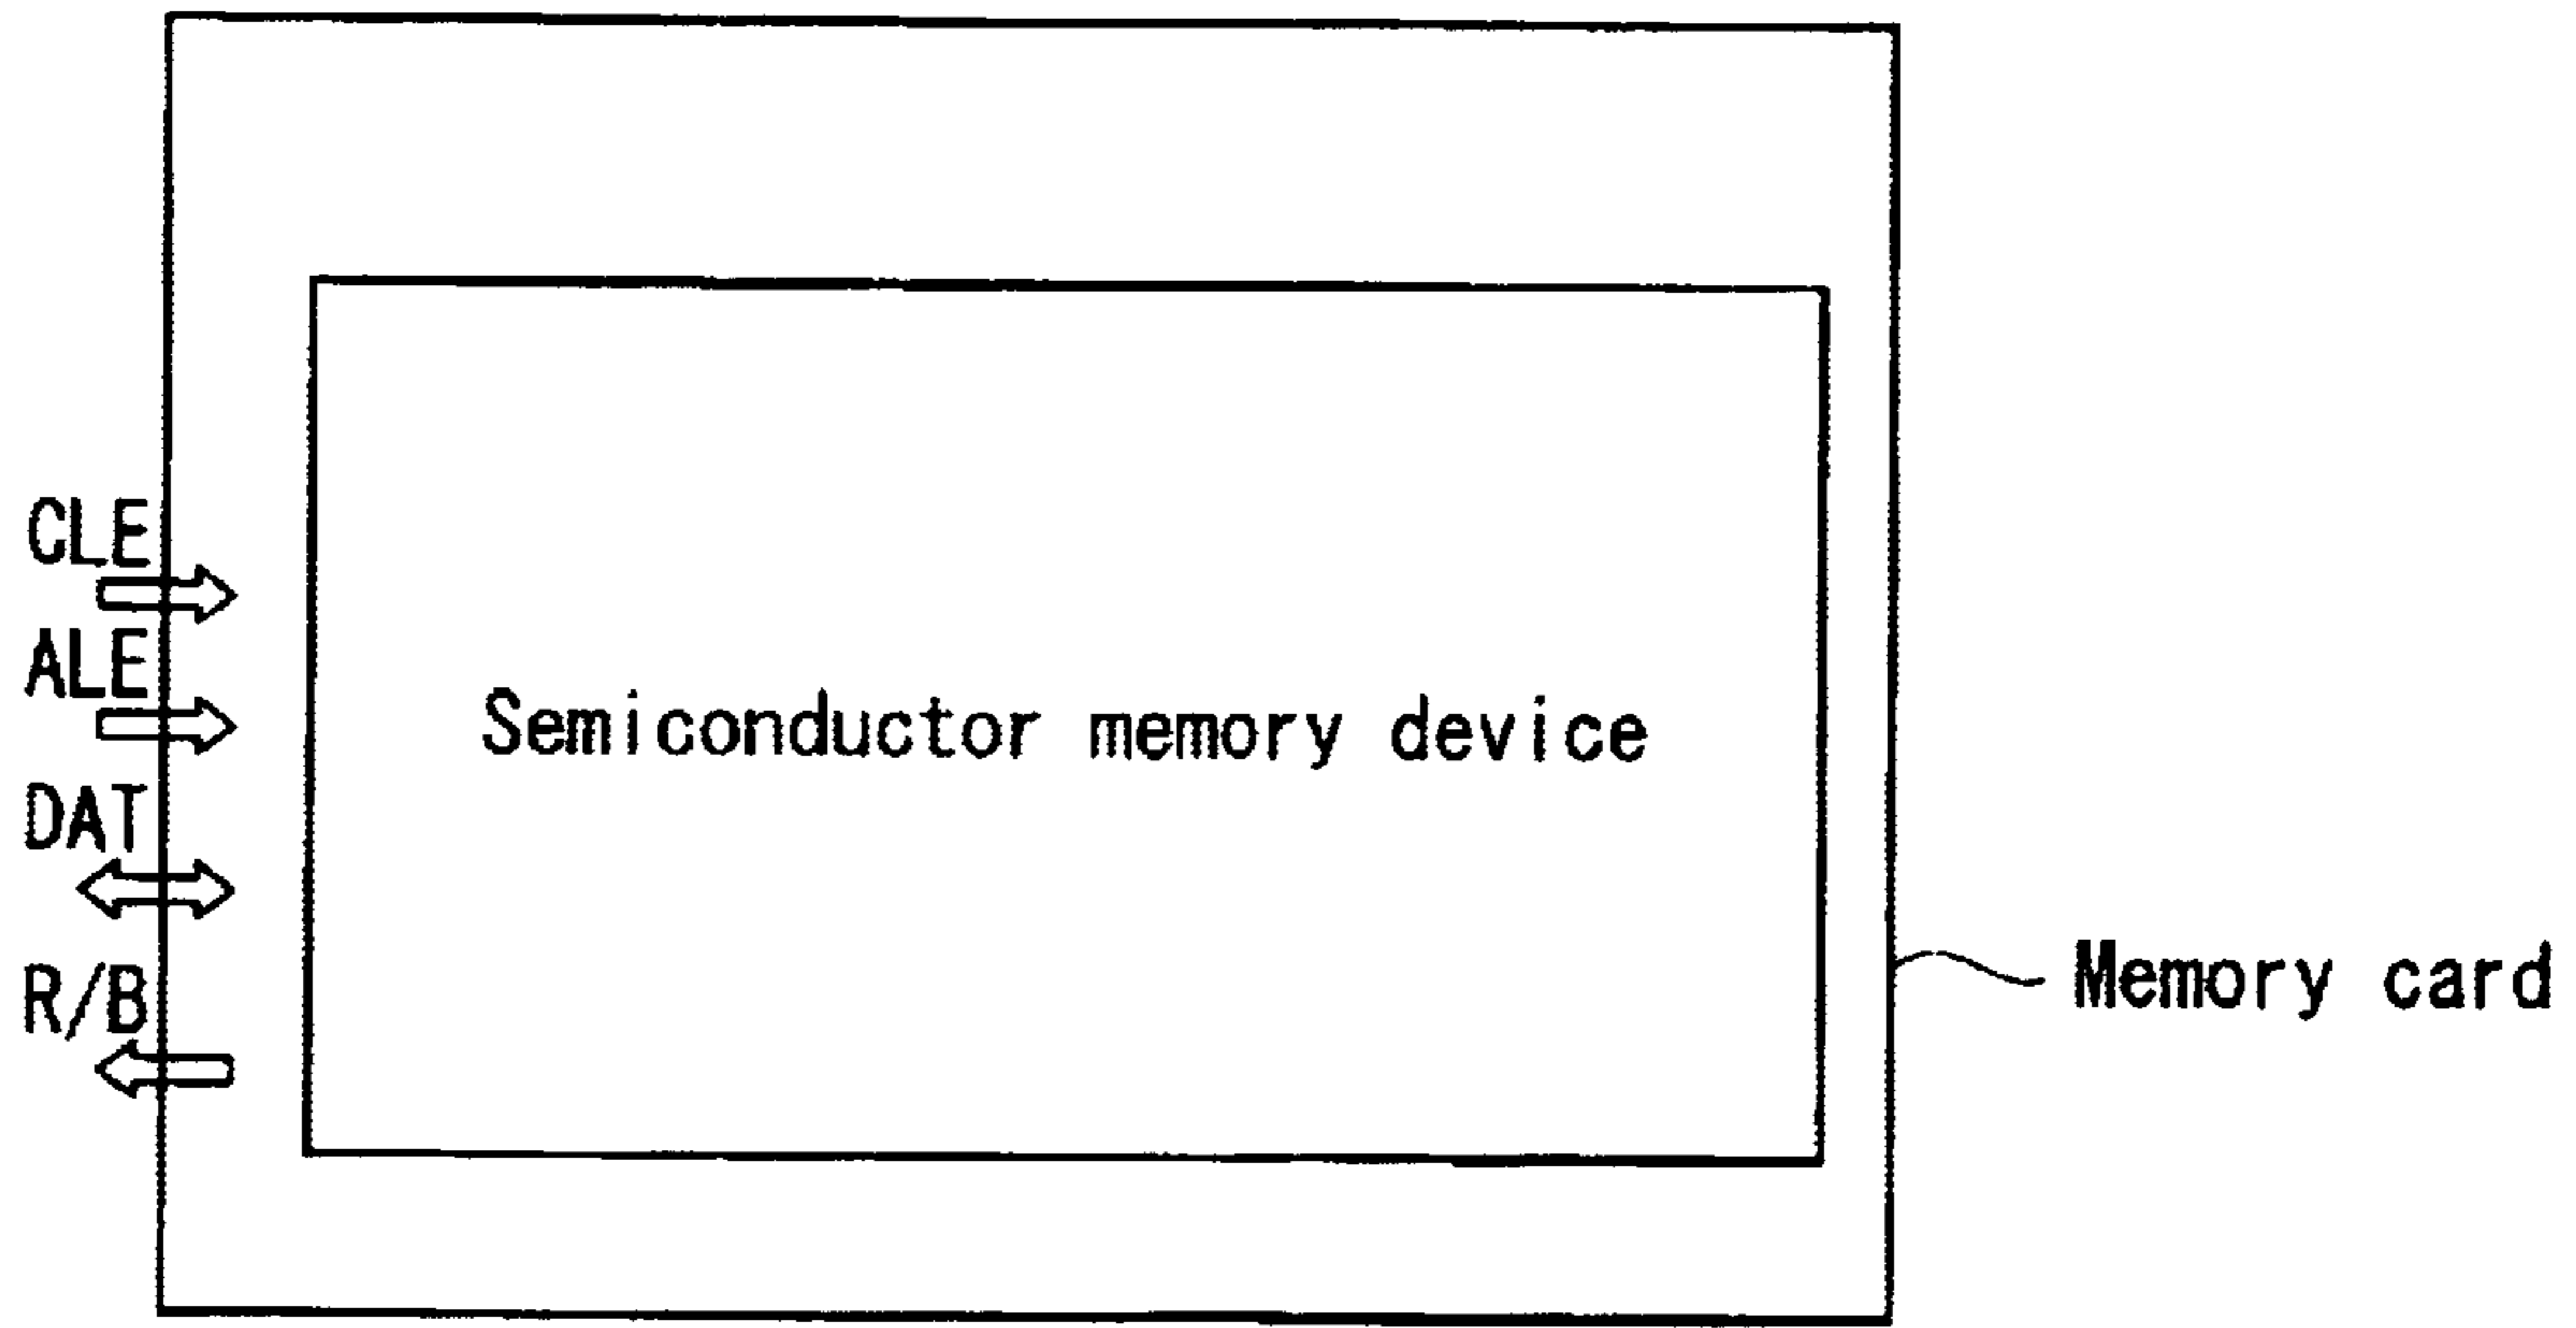 CLE
ALE
Semiconductor memory device
DAT
R/B
Memory card